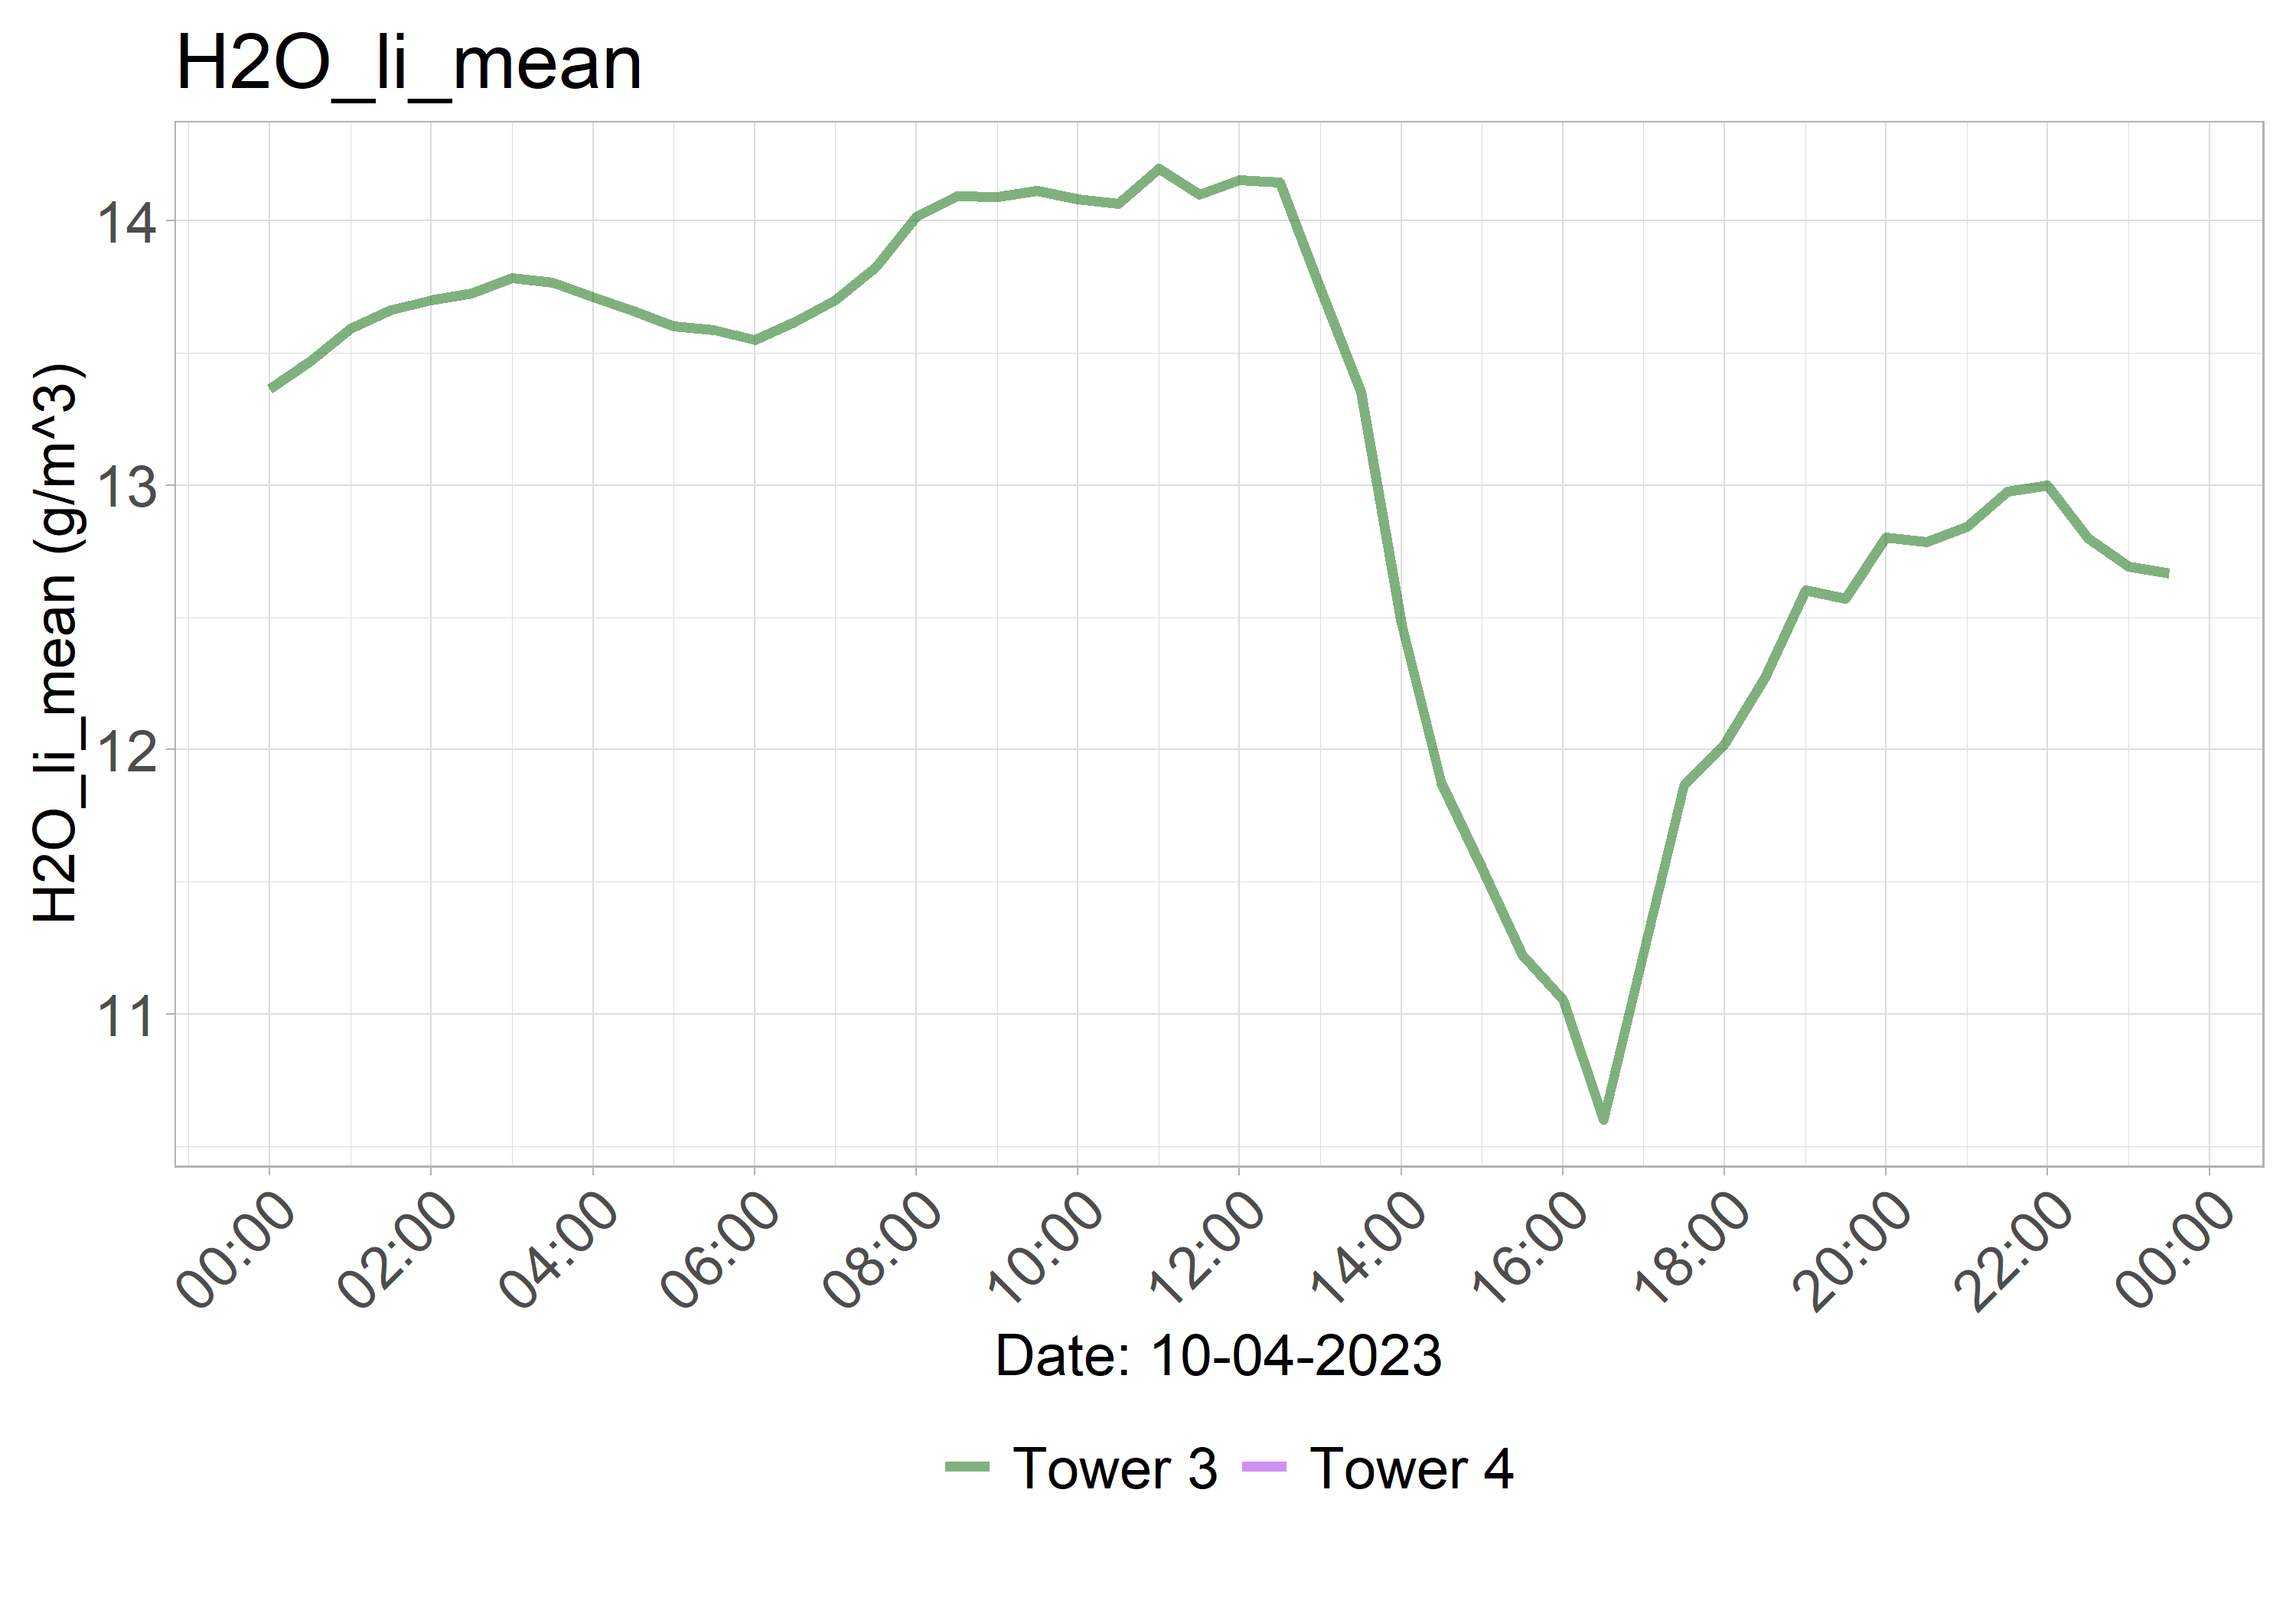 H2O_li_mean
H2O_li_mean (g/m^3)
14
13
12
11
00:00 02:00 04:00 06:00 08:00 10:00 12:00 14:00 16:00 18:00 20:00 22:00 00:00
Date: 10-04-2023
Tower 3 Tower 4